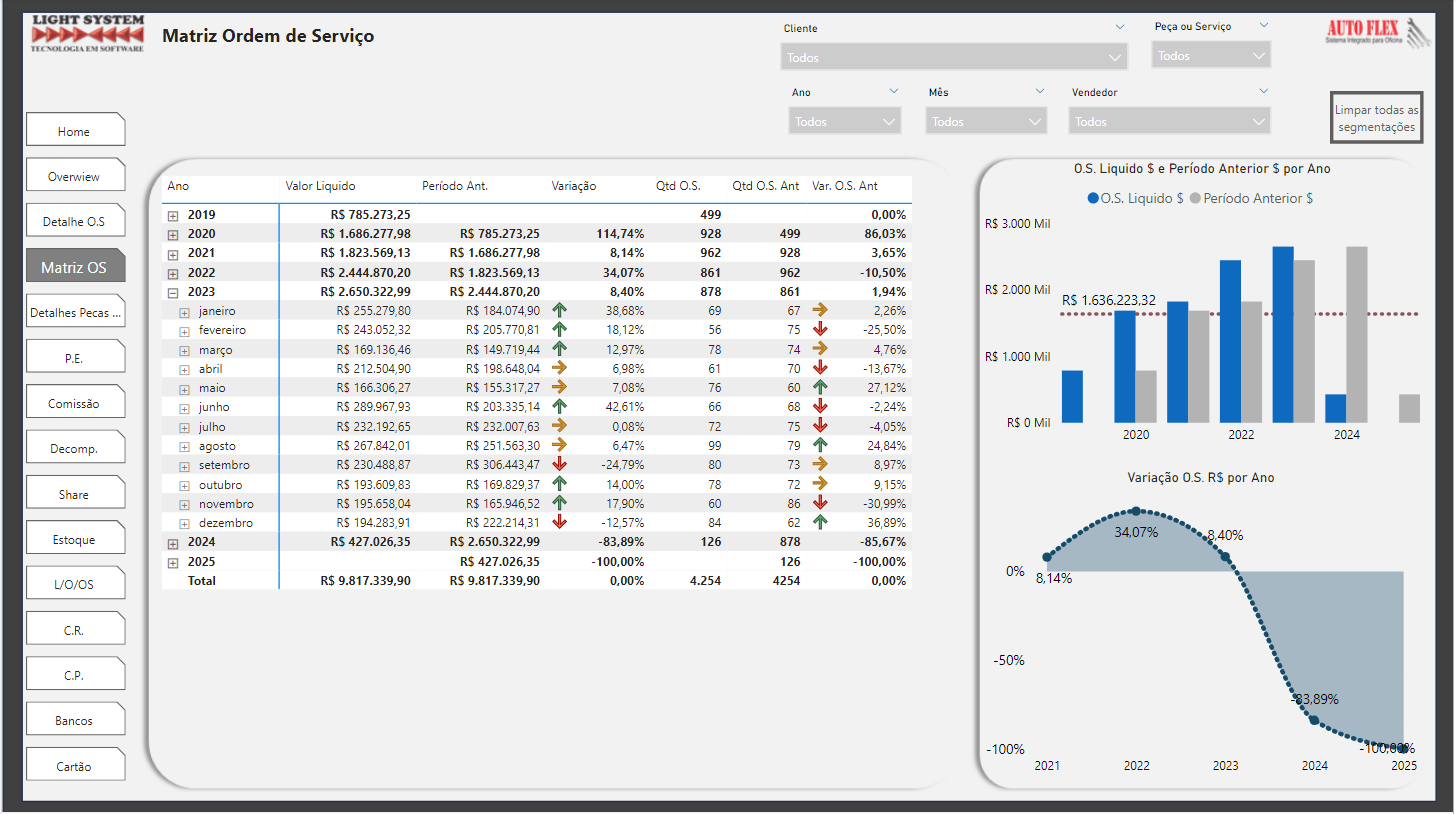 LIGHT SYSTEM
TECNOLOGIA EM SOFTWARE
Matriz Ordem de Serviço
Cliente
Todos
Peça ou Serviço
Todos
AUTO FLEX
Sistema Integrado para Oficina
Ano
Todos
Mês
Todos
Vendedor
Todos
Limpar todas as
segmentações
Home
Overwiew
Detalhe O.S
Matriz OS
Detalhes Pecas ...
P.E.
Comissão
Decomp.
Share
Estoque
L/O/OS
C.R.
C.P.
Bancos
Cartão
Ano Valor Liquido Período Ant. Variação Qtd O.S. Qtd O.S. Ant Var. O.S. Ant
2019 R$ 785.273,25 499 0,00%
2020 R$ 1.686.277,98 R$ 785.273,25 114,74% 928 499 86,03%
2021 R$ 1.823.569,13 R$ 1.686.277,98 8,14% 962 928 3,65%
2022 R$ 2.444.870,20 R$ 1.823.569,13 34,07% 861 962 -10,50%
2023 R$ 2.650.322,99 R$ 2.444.870,20 8,40% 878 861 1,94%
janeiro R$ 255.279,80 R$ 184.074,90 38,68% 69 67 2,26%
fevereiro R$ 243.052,32 R$ 205.770,81 18,12% 56 75 -25,50%
março R$ 169.136,46 R$ 149.719,44 12,97% 78 74 4,76%
abril R$ 212.504,90 R$ 198.648,04 6,98% 61 70 -13,67%
maio R$ 166.306,27 R$ 155.317,27 7,08% 76 60 27,12%
junho R$ 289.967,93 R$ 203.335,14 42,61% 66 68 -2,24%
julho R$ 232.192,65 R$ 232.007,63 0,08% 72 75 -4,05%
agosto R$ 267.842,01 R$ 251.563,30 6,47% 99 79 24,84%
setembro R$ 230.488,87 R$ 306.443,47 -24,79% 80 73 8,97%
outubro R$ 193.609,83 R$ 169.829,37 14,00% 78 72 9,15%
novembro R$ 195.658,04 R$ 165.946,52 17,90% 60 86 -30,99%
dezembro R$ 194.283,91 R$ 222.214,31 -12,57% 84 62 36,89%
2024 R$ 427.026,35 R$ 2.650.322,99 -83,89% 126 878 -85,67%
2025 R$ 427.026,35 -100,00% 126 -100,00%
Total R$ 9.817.339,90 R$ 9.817.339,90 0,00% 4.254 4254 0,00%
O.S. Liquido $ e Período Anterior $ por Ano
O.S. Liquido $ Período Anterior $
R$ 3.000 Mil
R$ 2.000 Mil
R$ 1.636.223,32
R$ 1.000 Mil
R$ 0 Mil
2020 2022 2024
Variação O.S. R$ por Ano
34,07%
8,40%
0%
8,14%
-50%
-83,89%
-100%
-100,00%
2021 2022 2023 2024 2025